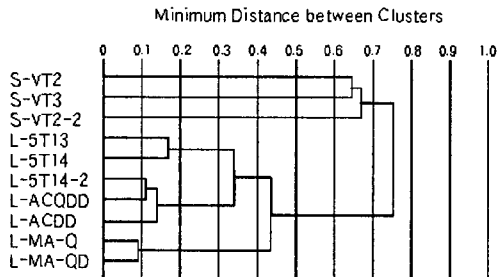 Minimum Distance between Clusters
0 0.1 0.2 0.3 0.4 0.5 0.6 0.7 0.8 0.9 1.0
S-VT2
S-VT3
S-VT2-2
L-5T13
L-5T14
L-5T14-2
L-ACQDD
L-ACDD
L-MA-Q
L-MA-QD